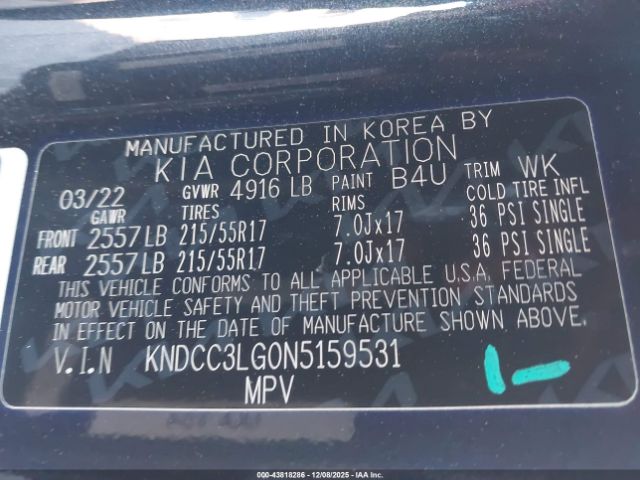 MANUFACTURED IN KOREA BY
KIA CORPORATION
03/22 GVWR 4916 LB PAINT B4U TRIM WK
GAWR TIRES RIMS COLD TIRE INFL
FRONT 2557LB 215/55R17 7.0Jx17 36 PSI SINGLE
REAR 2557LB 215/55R17 7.0Jx17 36 PSI SINGLE
THIS VEHICLE CONFORMS TO ALL APPLICABLE U.S.A. FEDERAL
MOTOR VEHICLE SAFETY AND THEFT PREVENTION STANDARDS
IN EFFECT ON THE DATE OF MANUFACTURE SHOWN ABOVE.
V.I.N KNDCC3LG0N5159531
MPV
000-43818286 - 12/08/2025 - IAA Inc.